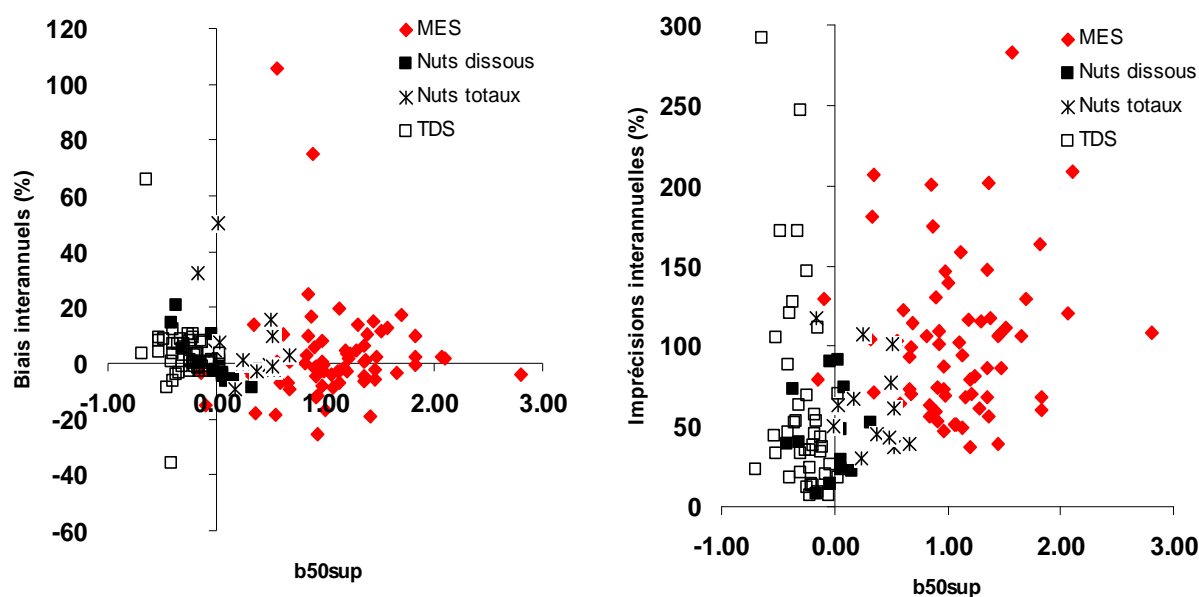 120
100
80
60
40
20
0
-20
-40
-60
-1.00 0.00 1.00 2.00 3.00
Biais interannuels (%)
b50sup
MES
Nuts dissous
Nuts totaux
TDS
300
250
200
150
100
50
0
-1.00 0.00 1.00 2.00 3.00
Imprécisions interannuelles (%)
b50sup
MES
Nuts dissous
Nuts totaux
TDS